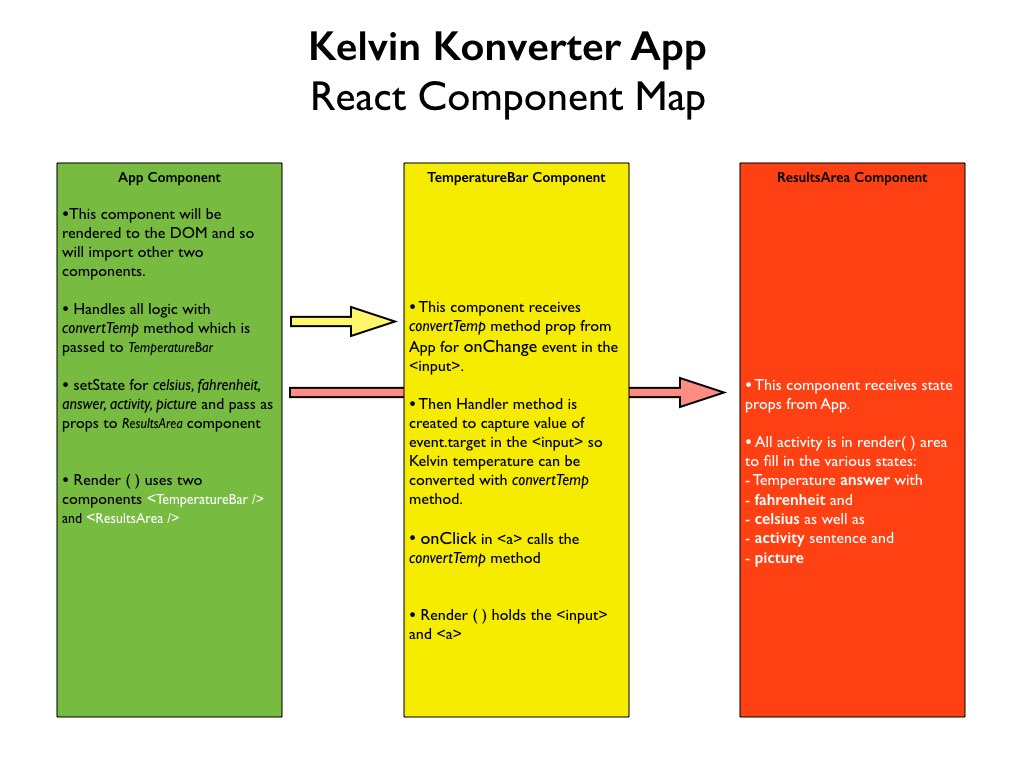 Kelvin Konverter App
React Component Map
App Component
•This component will be
rendered to the DOM and so
will import other two
components.
• Handles all logic with
convertTemp method which is
passed to TemperatureBar
• setState for celsius, fahrenheit,
answer, activity, picture and pass as
props to ResultsArea component
• Render ( ) uses two
components <TemperatureBar />
and <ResultsArea />
TemperatureBar Component
• This component receives
convertTemp method prop from
App for onChange event in the
<input>.
• Then Handler method is
created to capture value of
event.target in the <input> so
Kelvin temperature can be
converted with convertTemp
method.
• onClick in <a> calls the
convertTemp method
• Render ( ) holds the <input>
and <a>
ResultsArea Component
• This component receives state
props from App.
• All activity is in render( ) area
to fill in the various states:
- Temperature answer with
- fahrenheit and
- celsius as well as
- activity sentence and
- picture